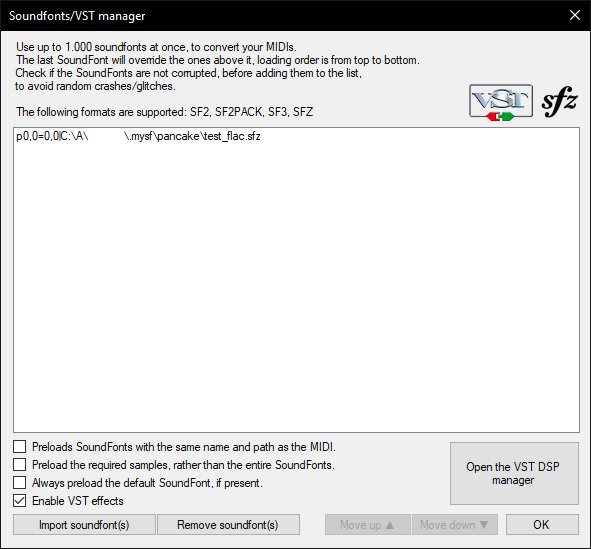 Soundfonts/VST manager
Use up to 1.000 soundfonts at once, to convert your MIDIs.
The last SoundFont will override the ones above it, loading order is from top to bottom.
Check if the SoundFonts are not corrupted, before adding them to the list,
to avoid random crashes/glitches.
The following formats are supported: SF2, SF2PACK, SF3, SFZ
VST
sfz
p0,0=0,0|C:\A\ \.mysf\pancake\test_flac.sfz
Preloads SoundFonts with the same name and path as the MIDI.
Preload the required samples, rather than the entire SoundFonts.
Always preload the default SoundFont, if present.
Enable VST effects
Open the VST DSP
manager
Import soundfont(s)
Remove soundfont(s)
Move up ▲
Move down ▼
OK